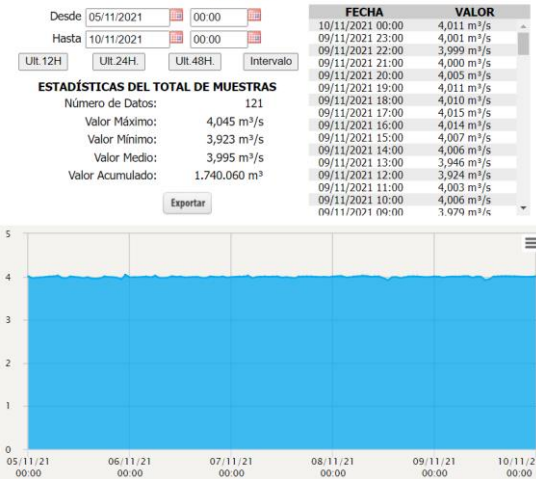 Desde 05/11/2021 00:00
Hasta 10/11/2021 00:00
Ult.12H Ult.24H. Ult.48H. Intervalo
ESTADÍSTICAS DEL TOTAL DE MUESTRAS
Número de Datos: 121
Valor Máximo: 4,045 m³/s
Valor Mínimo: 3,923 m³/s
Valor Medio: 3,995 m³/s
Valor Acumulado: 1.740.060 m³
Exportar
FECHA VALOR
10/11/2021 00:00 4,011 m³/s
09/11/2021 23:00 4,001 m³/s
09/11/2021 22:00 3,999 m³/s
09/11/2021 21:00 4,000 m³/s
09/11/2021 20:00 4,005 m³/s
09/11/2021 19:00 4,011 m³/s
09/11/2021 18:00 4,010 m³/s
09/11/2021 17:00 4,015 m³/s
09/11/2021 16:00 4,014 m³/s
09/11/2021 15:00 4,007 m³/s
09/11/2021 14:00 4,006 m³/s
09/11/2021 13:00 3,946 m³/s
09/11/2021 12:00 3,924 m³/s
09/11/2021 11:00 4,003 m³/s
09/11/2021 10:00 4,006 m³/s
09/11/2021 09:00 3,979 m³/s
5
4
3
2
1
0
05/11/21 06/11/21 07/11/21 08/11/21 09/11/21 10/11/2
00:00 00:00 00:00 00:00 00:00 00:00